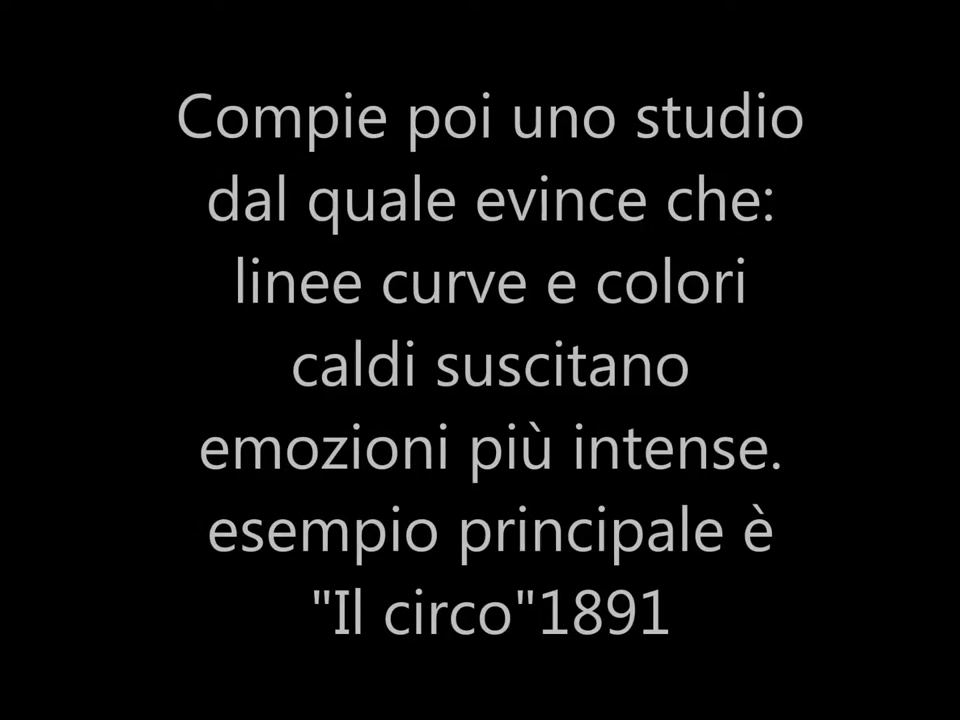 Compie poi uno studio
dal quale evince che:
linee curve e colori
caldi suscitano
emozioni più intense.
esempio principale è
"Il circo"1891